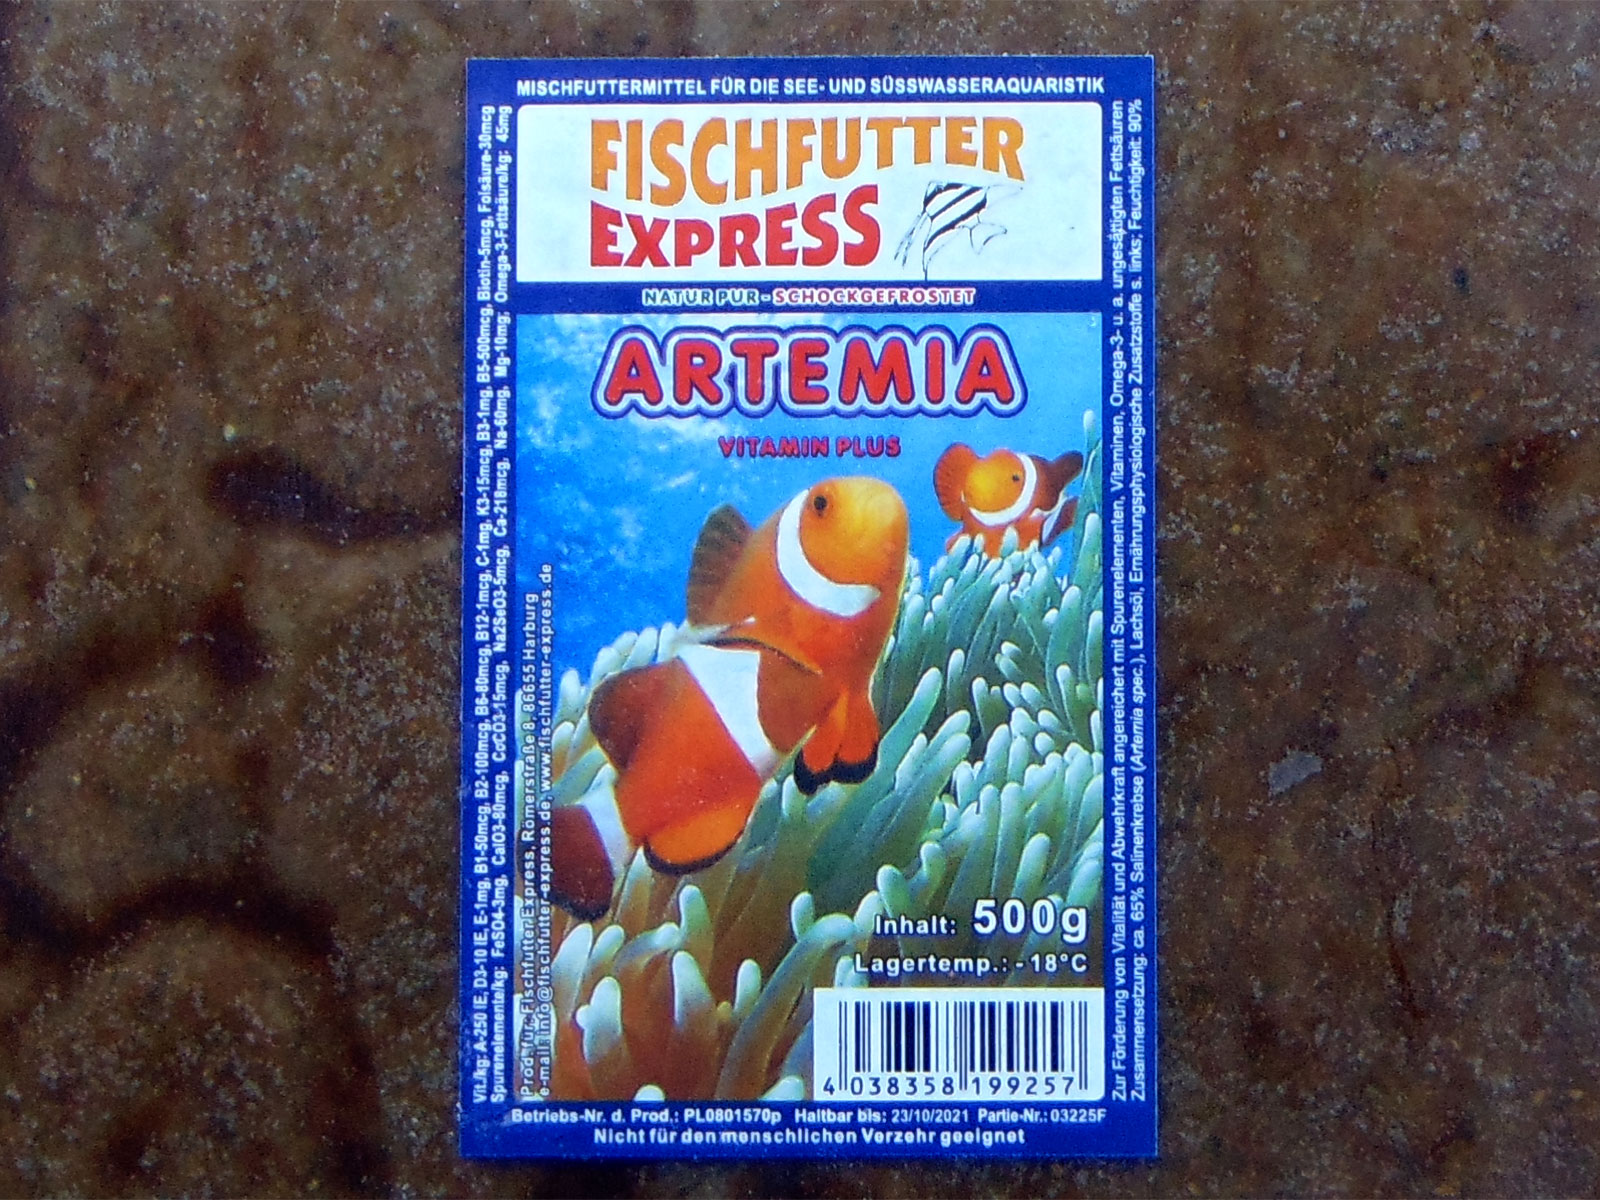 MISCHFUTTERMITTEL FÜR DIE SEE- UND SÜSSWASSERAQUARISTIK
FISCHFUTTER
EXPRESS
NATUR PUR - SCHOCKGEFROSTET
ARTEMIA
VITAMIN PLUS
Inhalt: 500g
Lagertemp.: -18°C
4 038358 199257
Betriebs-Nr. d. Prod.: PL0801570p Haltbar bis: 23/10/2021 Partie-Nr.: 03225F
Nicht für den menschlichen Verzehr geeignet
Vit./kg: A-250 IE, D3-10 IE, E-1mg, B1-50mcg, B2-100mcg, B6-80mcg, B12-1mcg, C-1mg, K3-15mcg, B3-1mg, B5-500mcg, Biotin-5mcg, Folsäure-30mcg
Spurenelemente/kg: FeSO4-3mg, CaIO3-80mcg, CoCO3-15mcg, Na2SeO3-5mcg, Ca-218mcg, Na-60mg, Mg-10mg; Omega-3-Fettsäure/kg: 45mg
Prod. für: Fischfutter Express, Römerstraße 8, 86655 Harburg
e-mail: info@fischfutter-express.de, www.fischfutter-express.de
Zur Förderung von Vitalität und Abwehrkraft angereichert mit Spurenelementen, Vitaminen, Omega-3- u. a. ungesättigten Fettsäuren
Zusammensetzung: ca. 65% Salinenkrebse (Artemia spec.), Lachsöl, Ernährungsphysiologische Zusatzstoffe s. links; Feuchtigkeit: 90%